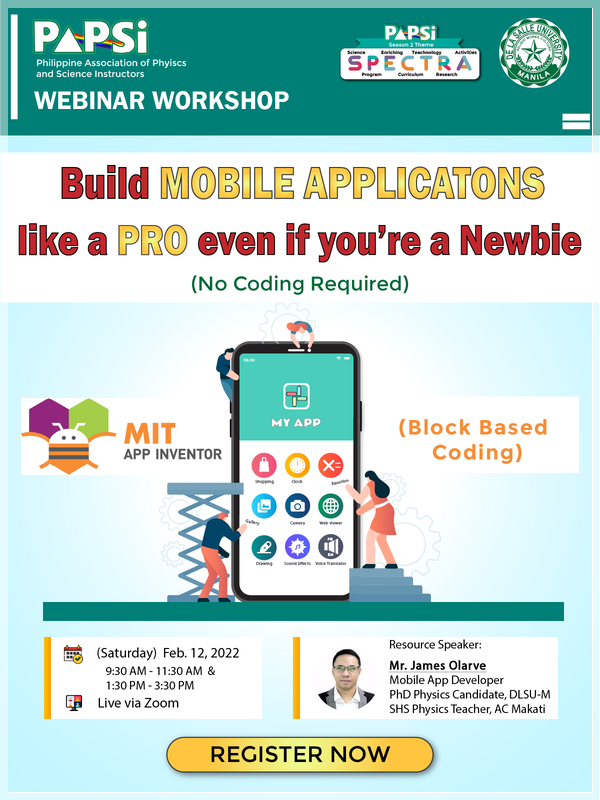 PAPSi
Philippine Association of Phyiscs
and Science Instructors
WEBINAR WORKSHOP
PAPSi
Season 2 Theme
Science Enriching Technology Activities
SPECTRA
Program Curriculum Research
DE LA SALLE UNIVERSITY
MANILA
Build MOBILE APPLICATONS
like a PRO even if you're a Newbie
(No Coding Required)
MY APP
MIT
APP INVENTOR
(Block Based
Coding)
Shopping Clock Equation
Gallery Camera Web viewer
Drawing Sound Effects Voice Translator
(Saturday) Feb. 12, 2022
9:30 AM - 11:30 AM &
1:30 PM - 3:30 PM
Live via Zoom
Resource Speaker:
Mr. James Olarve
Mobile App Developer
PhD Physics Candidate, DLSU-M
SHS Physics Teacher, AC Makati
REGISTER NOW